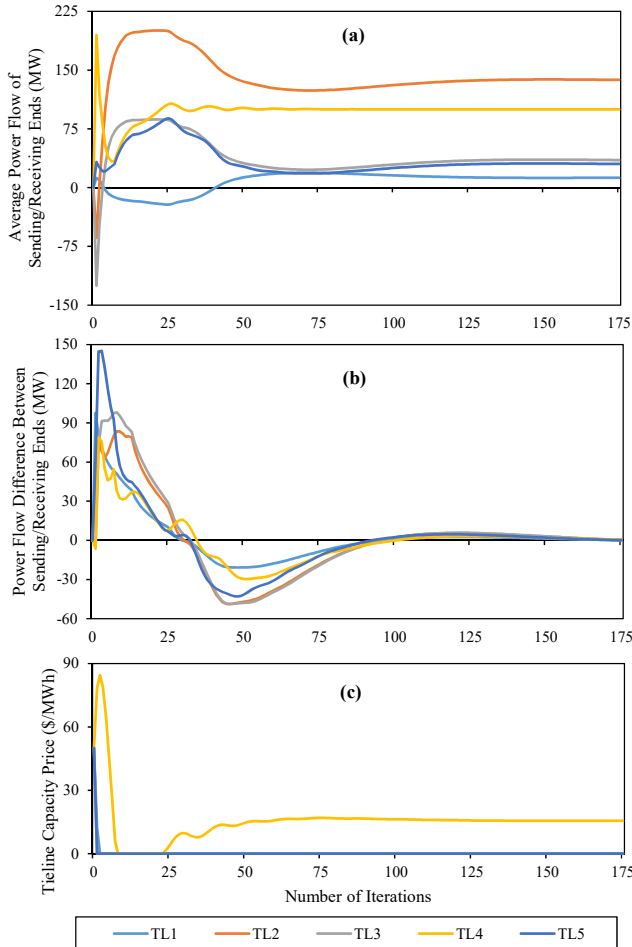 (a)
Average Power Flow of
Sending/Receiving Ends (MW)
225
150
75
0
-75
-150
0 25 50 75 100 125 150 175
(b)
Power Flow Difference Between
Sending/Receiving Ends (MW)
150
120
90
60
30
0
-30
-60
0 25 50 75 100 125 150 175
(c)
Tieline Capacity Price ($/MWh)
90
60
30
0
0 25 50 75 100 125 150 175
Number of Iterations
TL1 TL2 TL3 TL4 TL5